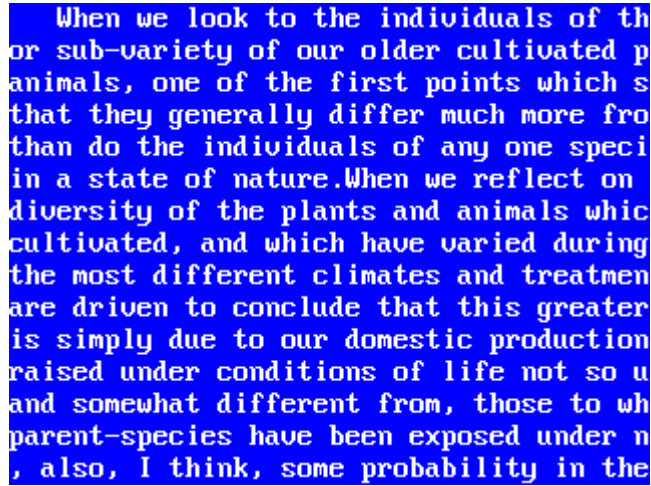 When we look to the individuals of th
or sub-variety of our older cultivated p
animals, one of the first points which s
that they generally differ much more fro
than do the individuals of any one speci
in a state of nature.When we reflect on
diversity of the plants and animals whic
cultivated, and which have varied during
the most different climates and treatmen
are driven to conclude that this greater
is simply due to our domestic production
raised under conditions of life not so u
and somewhat different from, those to wh
parent-species have been exposed under n
, also, I think, some probability in the